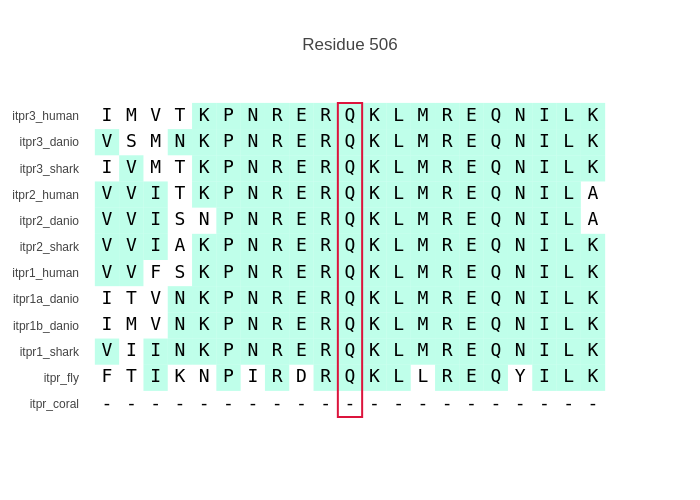 Residue 506
itpr3_human I M V T K P N R E R Q K L M R E Q N I L K
itpr3_danio V S M N K P N R E R Q K L M R E Q N I L K
itpr3_shark I V M T K P N R E R Q K L M R E Q N I L K
itpr2_human V V I T K P N R E R Q K L M R E Q N I L A
itpr2_danio V V I S N P N R E R Q K L M R E Q N I L A
itpr2_shark V V I A K P N R E R Q K L M R E Q N I L K
itpr1_human V V F S K P N R E R Q K L M R E Q N I L K
itpr1a_danio I T V N K P N R E R Q K L M R E Q N I L K
itpr1b_danio I M V N K P N R E R Q K L M R E Q N I L K
itpr1_shark V I I N K P N R E R Q K L M R E Q N I L K
itpr_fly F T I K N P I R D R Q K L L R E Q Y I L K
itpr_coral - - - - - - - - - - - - - - - - - - - - -